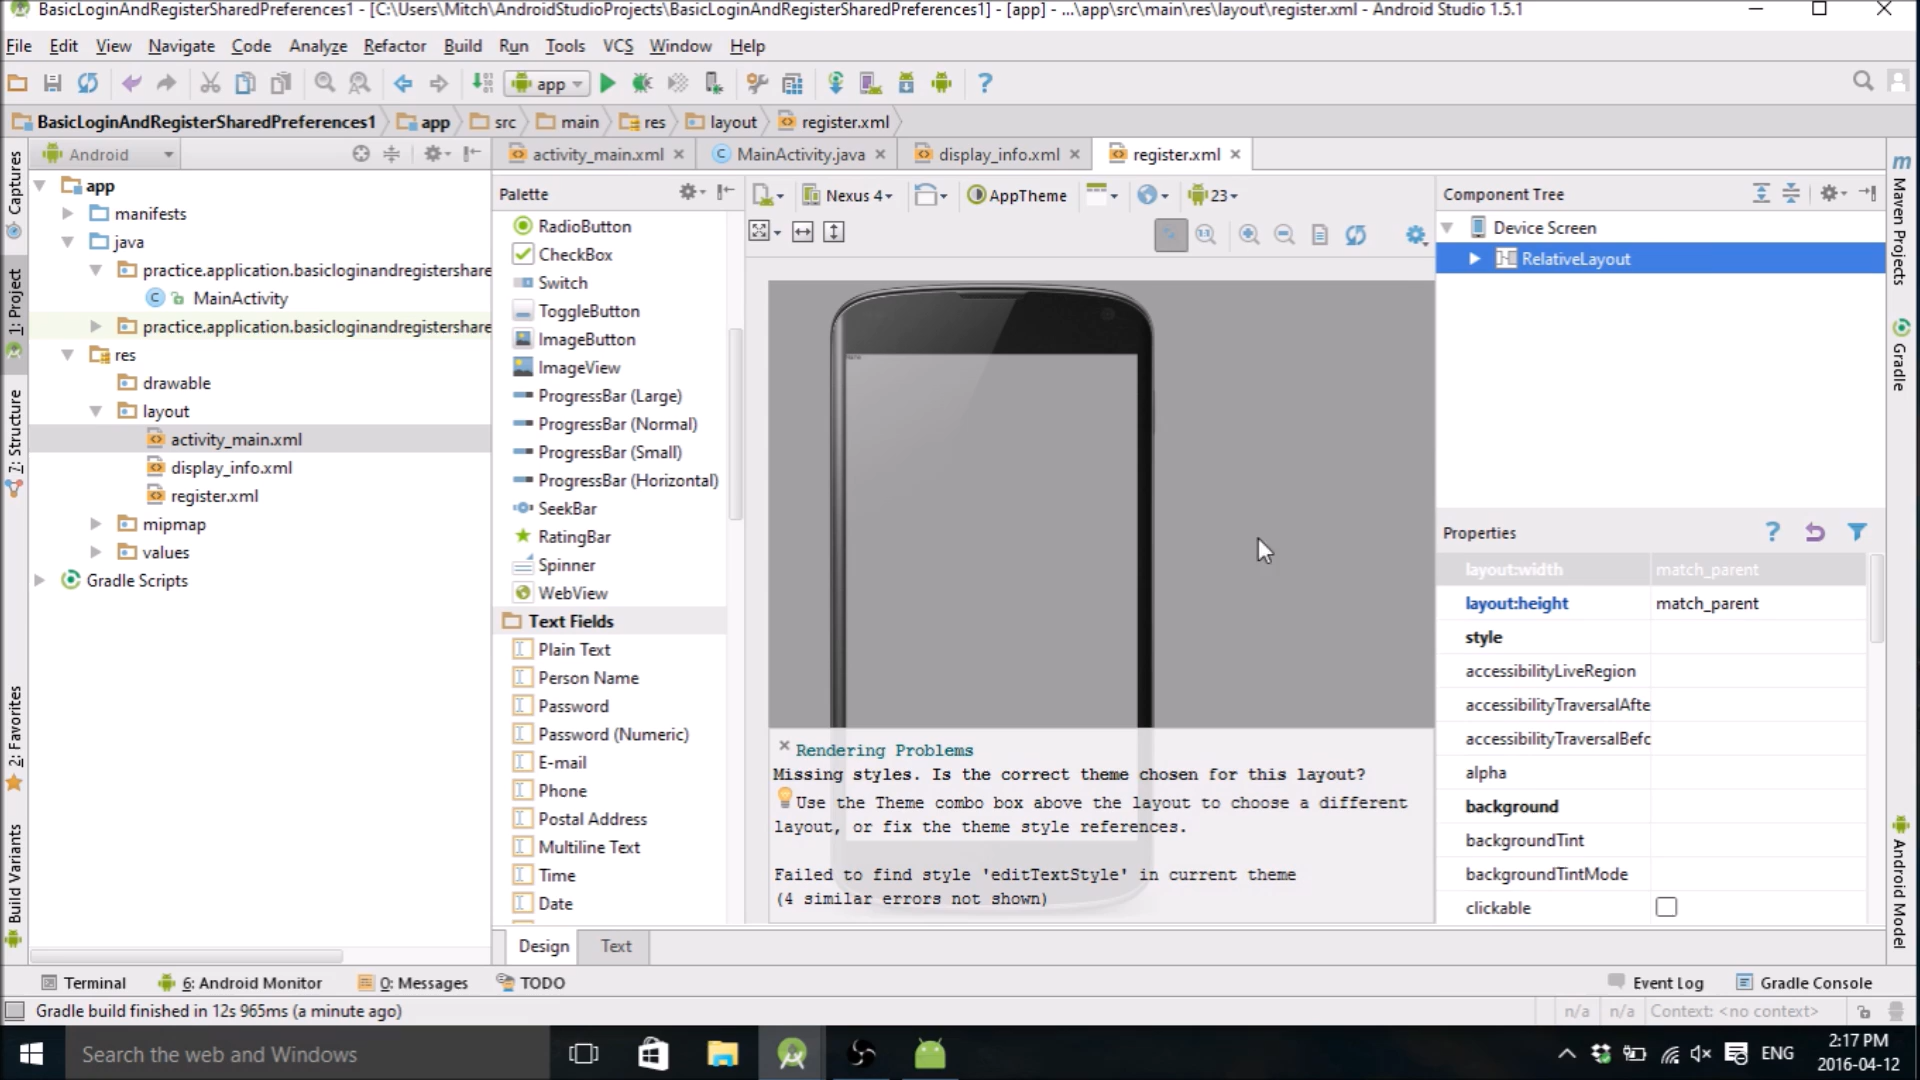 BasicLoginAndRegisterSharedPreferences1 - [C:\Users\Mitch\AndroidStudioProjects\BasicLoginAndRegisterSharedPreferences1] - [app] - ...\app\src\main\res\layout\register.xml - Android Studio 1.5.1
File Edit View Navigate Code Analyze Refactor Build Run Tools VCS Window Help
app
BasicLoginAndRegisterSharedPreferences1 app src main res layout register.xml
Android
activity_main.xml MainActivity.java display_info.xml register.xml
Captures
1: Project
7: Structure
2: Favorites
Build Variants
app
manifests
java
practice.application.basicloginandregistershare
MainActivity
practice.application.basicloginandregistershare
res
drawable
layout
activity_main.xml
display_info.xml
register.xml
mipmap
values
Gradle Scripts
Palette
RadioButton
CheckBox
Switch
ToggleButton
ImageButton
ImageView
ProgressBar (Large)
ProgressBar (Normal)
ProgressBar (Small)
ProgressBar (Horizontal)
SeekBar
RatingBar
Spinner
WebView
Text Fields
Plain Text
Person Name
Password
Password (Numeric)
E-mail
Phone
Postal Address
Multiline Text
Time
Date
Nexus 4 AppTheme 23
Rendering Problems
Missing styles. Is the correct theme chosen for this layout?
Use the Theme combo box above the layout to choose a different
layout, or fix the theme style references.
Failed to find style 'editTextStyle' in current theme
(4 similar errors not shown)
Design Text
Component Tree
Device Screen
RelativeLayout
Properties
layout:width match_parent
layout:height match_parent
style
accessibilityLiveRegion
accessibilityTraversalAfte
accessibilityTraversalBefc
alpha
background
backgroundTint
backgroundTintMode
clickable
Maven Projects
Gradle
Android Model
Terminal 6: Android Monitor 0: Messages TODO Event Log Gradle Console
Gradle build finished in 12s 965ms (a minute ago) n/a n/a Context: <no context>
Search the web and Windows
ENG
2:17 PM
2016-04-12